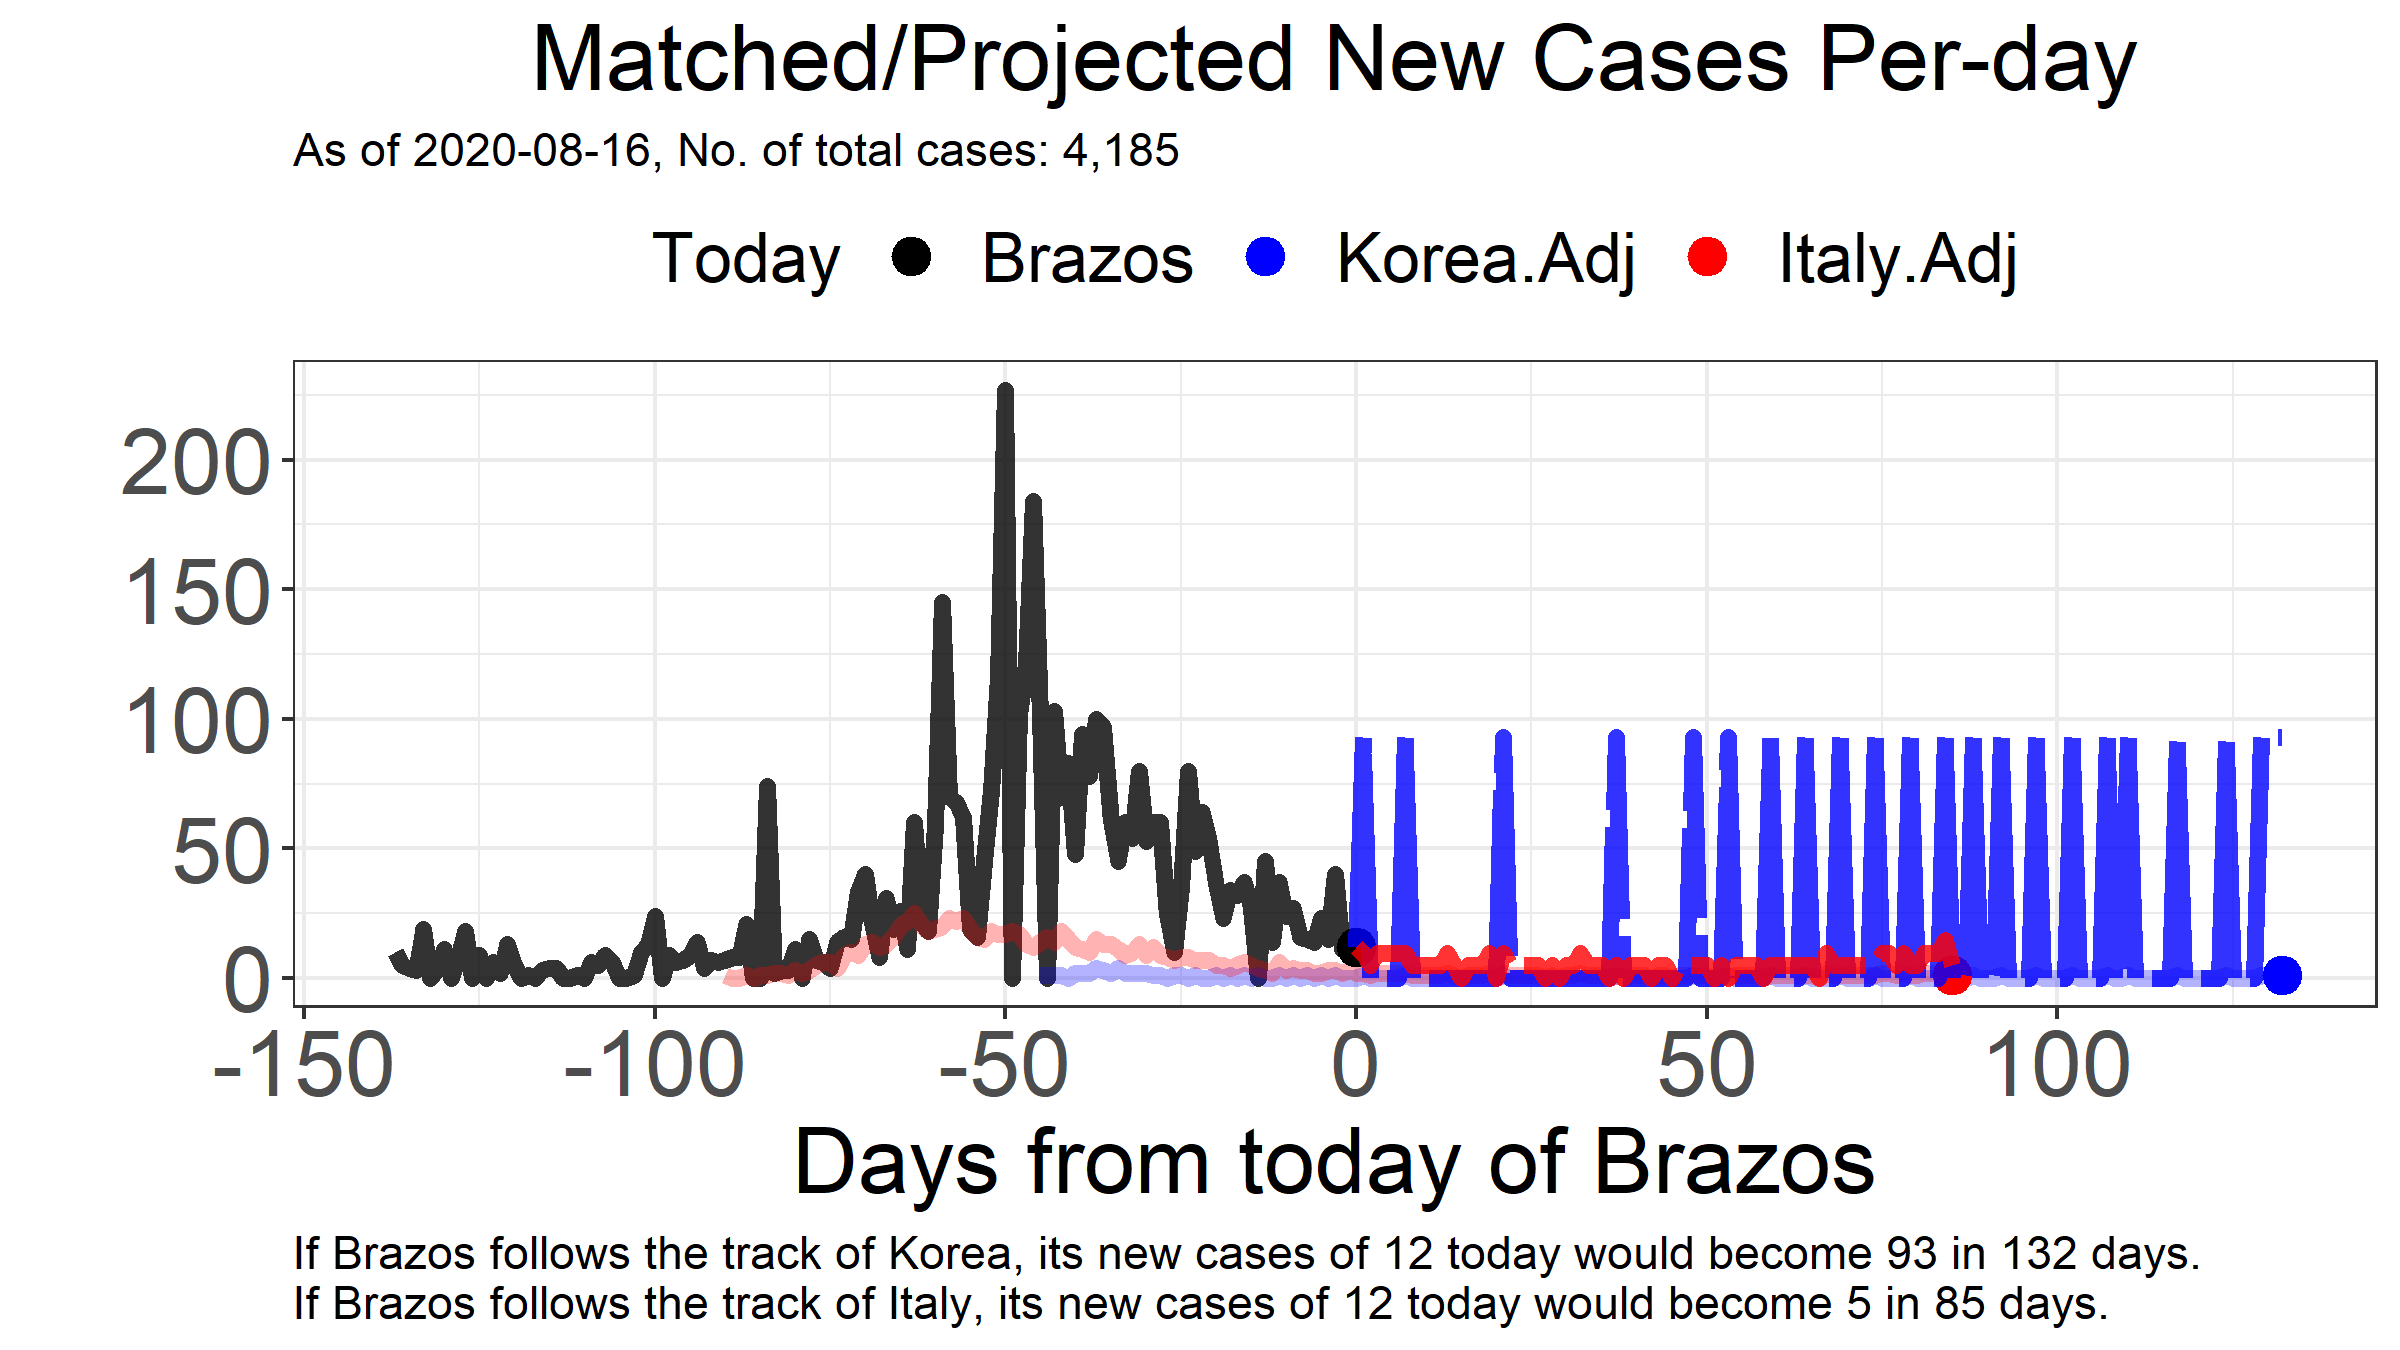 Matched/Projected New Cases Per-day
As of 2020-08-16, No. of total cases: 4,185
Today Brazos Korea.Adj Italy.Adj
200
150
100
50
0
-150 -100 -50 0 50 100
Days from today of Brazos
If Brazos follows the track of Korea, its new cases of 12 today would become 93 in 132 days.
If Brazos follows the track of Italy, its new cases of 12 today would become 5 in 85 days.